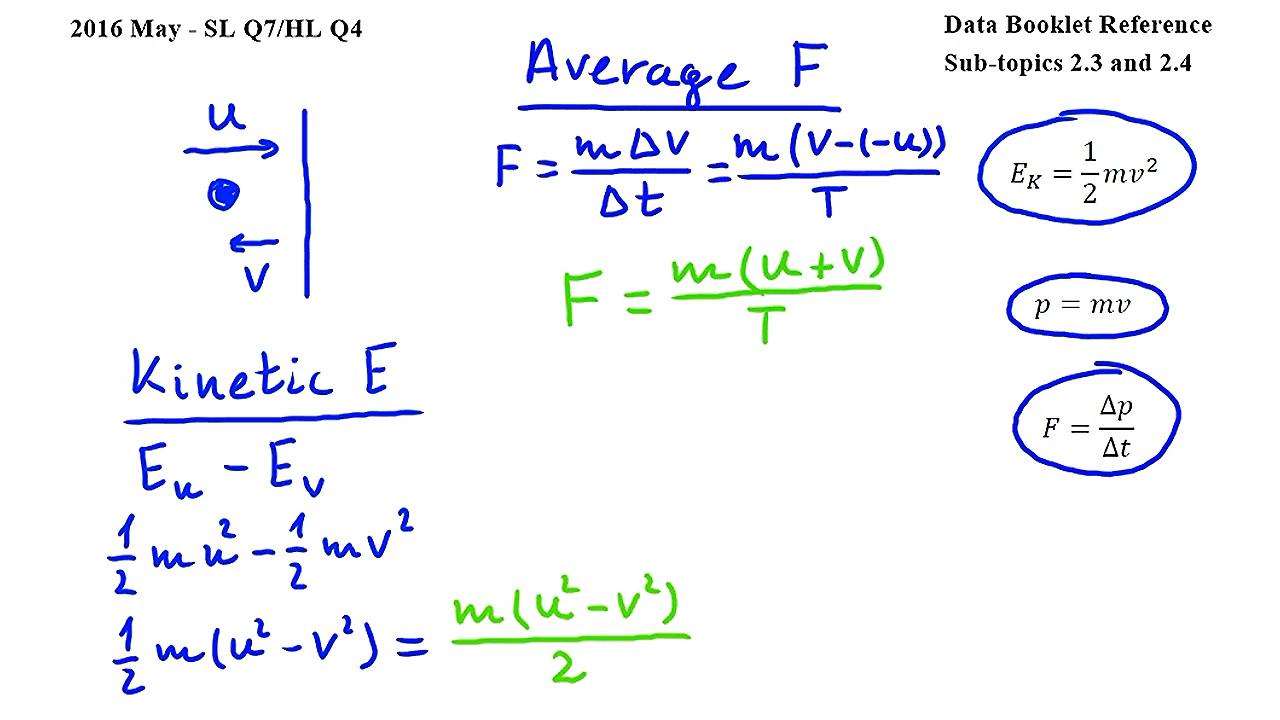 2016 May - SL Q7/HL Q4
Data Booklet Reference
Sub-topics 2.3 and 2.4
u
v
Average F
F = mΔv/Δt = m(v-(-u))/T
F = m(u+v)/T
Kinetic E
E_u - E_v
1/2 mu² - 1/2 mv²
1/2 m(u² - v²) = m(u² - v²)/2
E_K = 1/2 mv²
p = mv
F = Δp/Δt